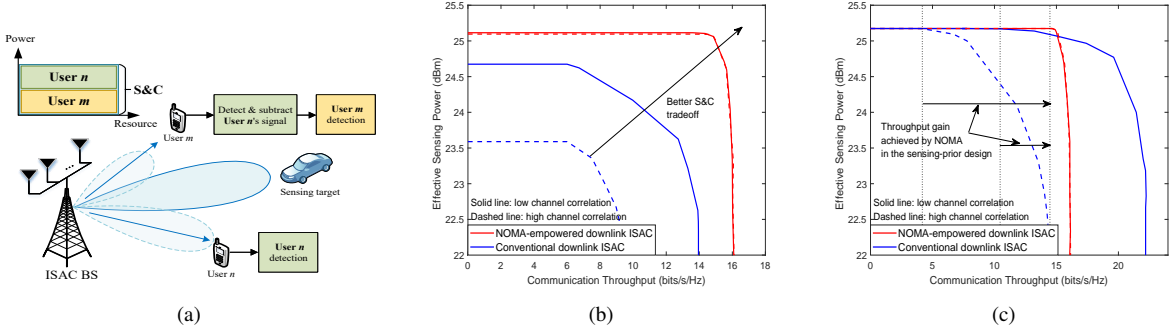 Power
User n
User m
S&C
Resource
User m
Detect & subtract
User n's signal
User m
detection
Sensing target
User n
User n
detection
ISAC BS
(a)
25.5
25
24.5
24
23.5
23
22.5
22
Effective Sensing Power (dBm)
Better S&C
tradeoff
Solid line: low channel correlation
Dashed line: high channel correlation
NOMA-empowered downlink ISAC
Conventional downlink ISAC
0 2 4 6 8 10 12 14 16 18
Communication Throughput (bits/s/Hz)
(b)
25.5
25
24.5
24
23.5
23
22.5
22
Effective Sensing Power (dBm)
Throughput gain
achieved by NOMA
in the sensing-prior design
Solid line: low channel correlation
Dashed line: high channel correlation
NOMA-empowered downlink ISAC
Conventional downlink ISAC
0 5 10 15 20
Communication Throughput (bits/s/Hz)
(c)